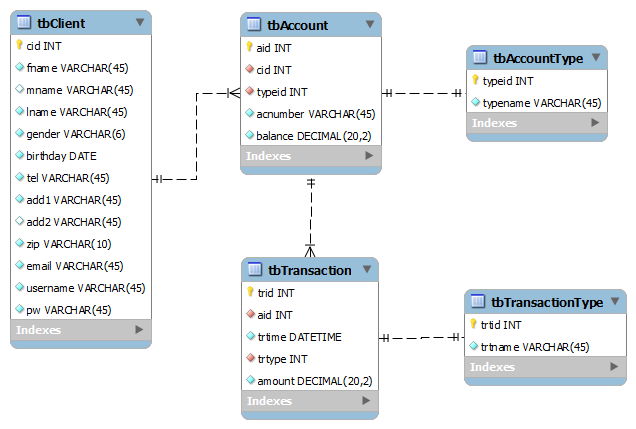 tbClient
cid INT
fname VARCHAR(45)
mname VARCHAR(45)
lname VARCHAR(45)
gender VARCHAR(6)
birthday DATE
tel VARCHAR(45)
add1 VARCHAR(45)
add2 VARCHAR(45)
zip VARCHAR(10)
email VARCHAR(45)
username VARCHAR(45)
pw VARCHAR(45)
Indexes
tbAccount
aid INT
cid INT
typeid INT
acnumber VARCHAR(45)
balance DECIMAL(20,2)
Indexes
tbAccountType
typeid INT
typename VARCHAR(45)
Indexes
tbTransaction
trid INT
aid INT
trtime DATETIME
trtype INT
amount DECIMAL(20,2)
Indexes
tbTransactionType
trtid INT
trtname VARCHAR(45)
Indexes